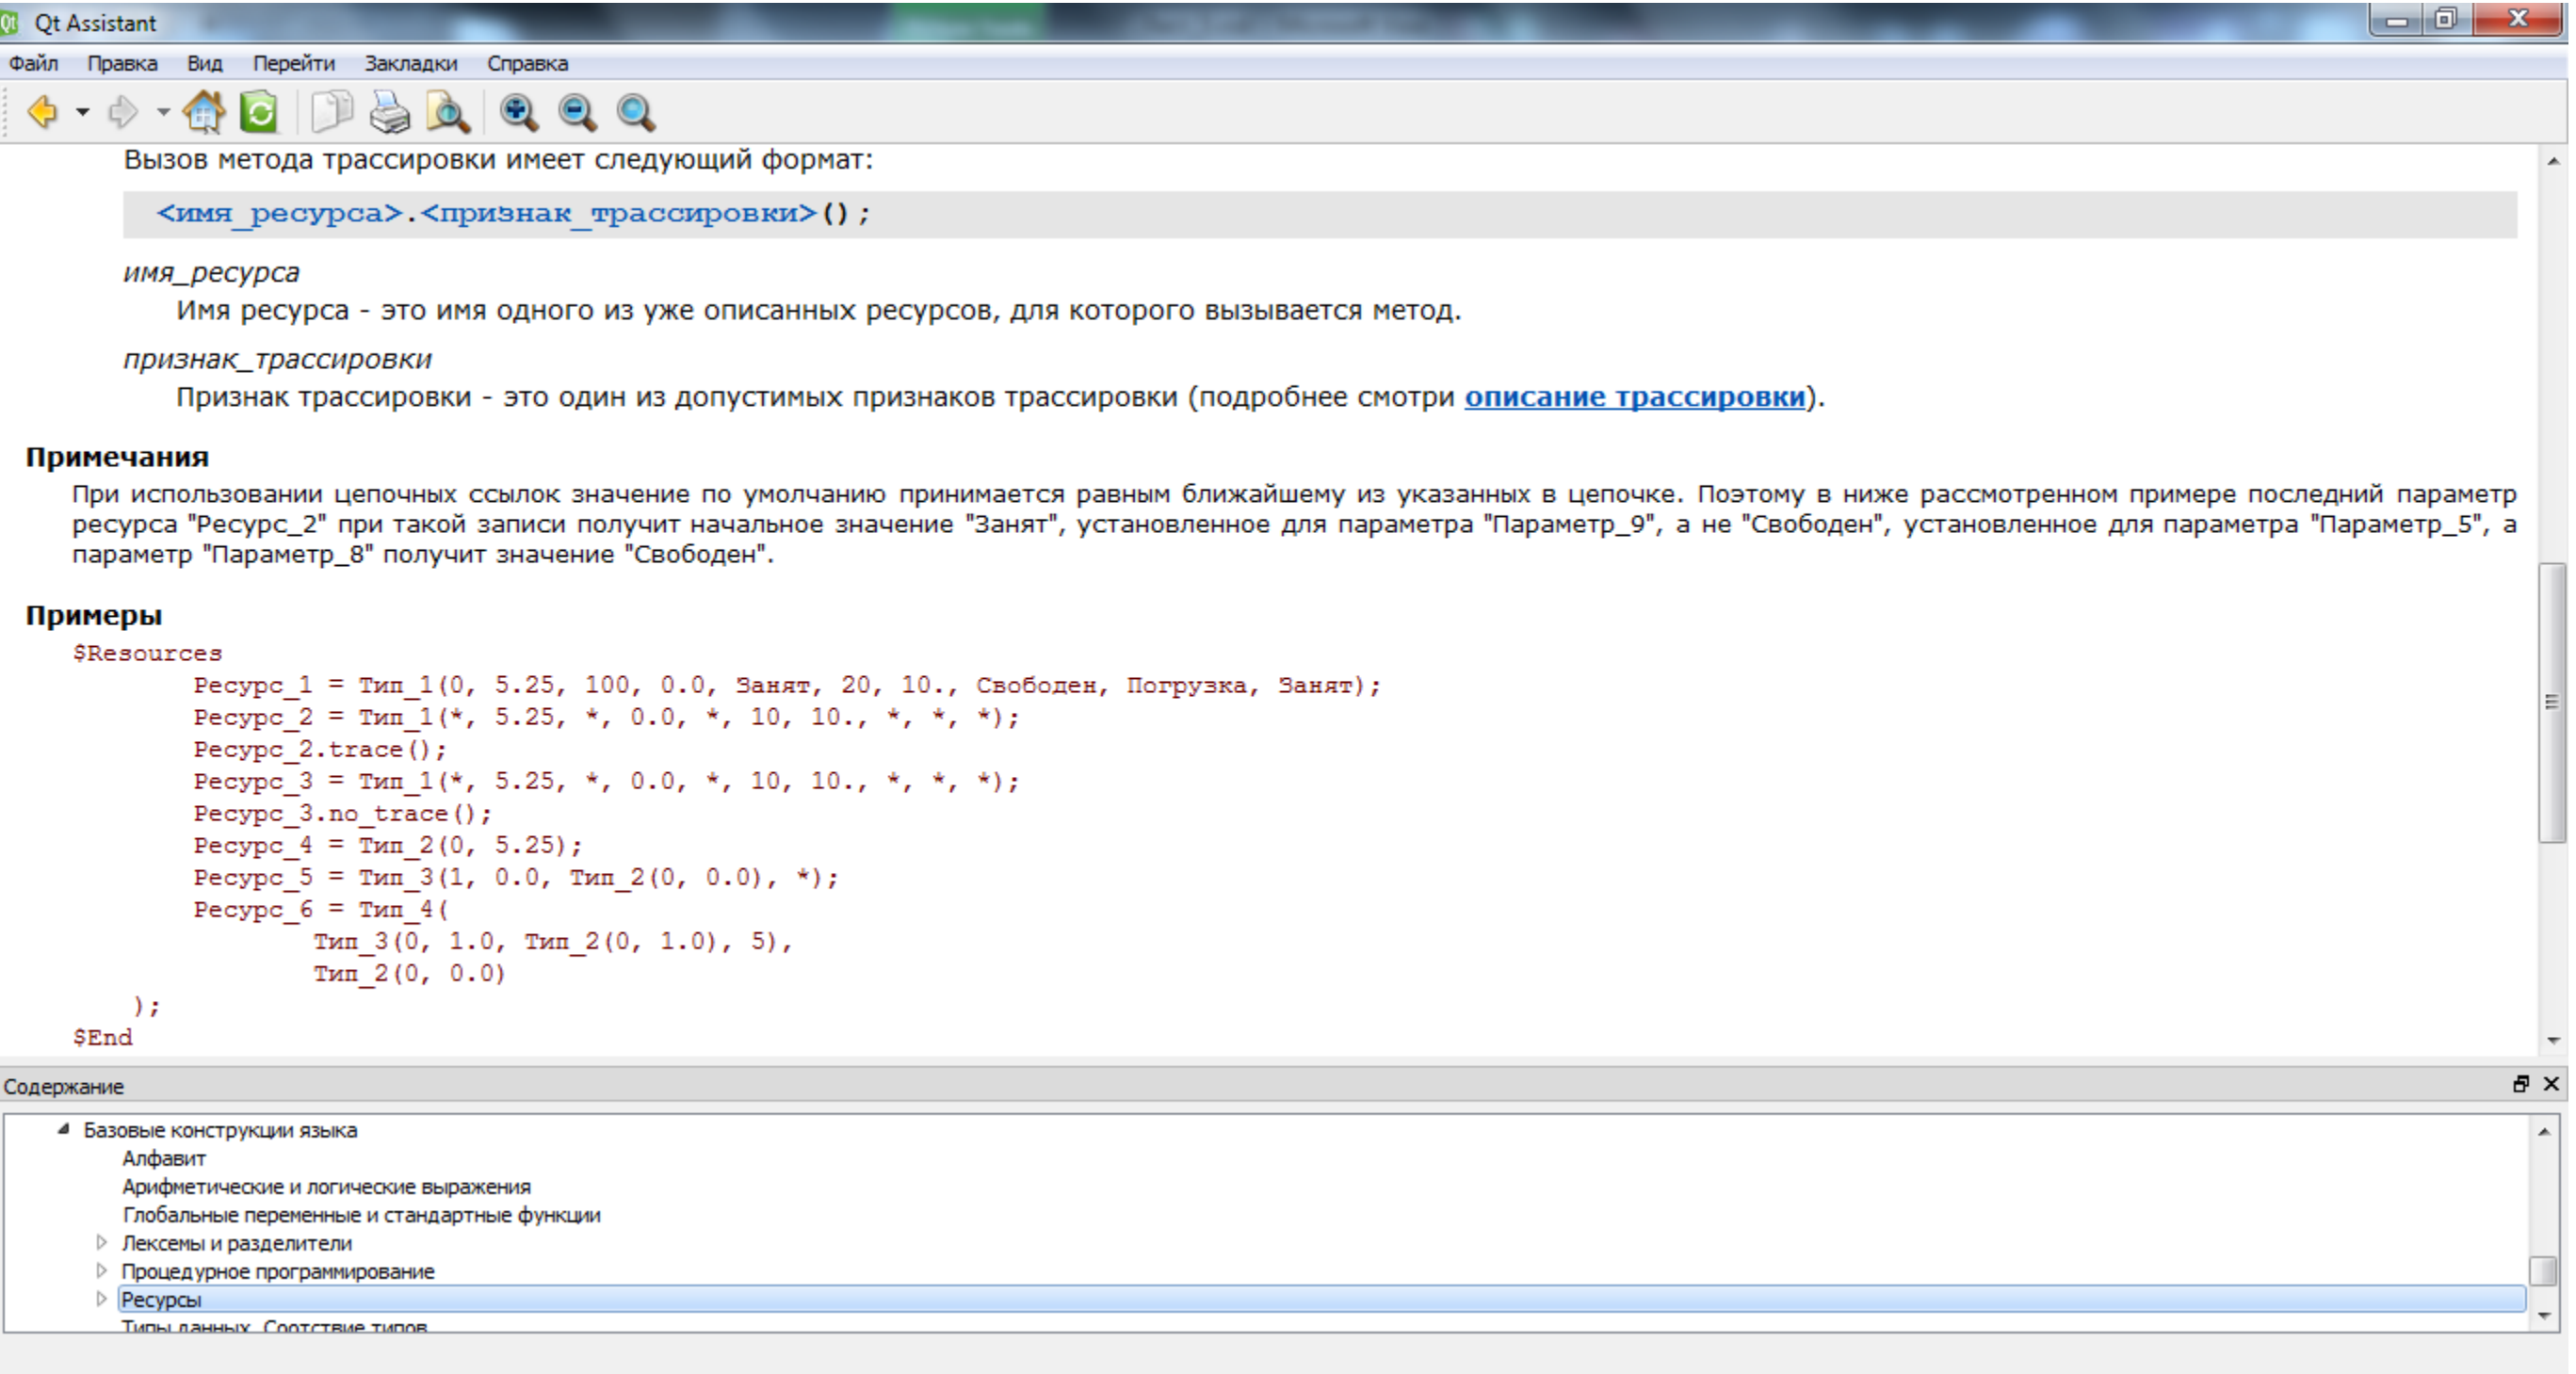 Qt Assistant
Файл Правка Вид Перейти Закладки Справка
Вызов метода трассировки имеет следующий формат:
<имя_ресурса>.<признак_трассировки>();
имя_ресурса
Имя ресурса - это имя одного из уже описанных ресурсов, для которого вызывается метод.
признак_трассировки
Признак трассировки - это один из допустимых признаков трассировки (подробнее смотри описание трассировки).
Примечания
При использовании цепочных ссылок значение по умолчанию принимается равным ближайшему из указанных в цепочке. Поэтому в ниже рассмотренном примере последний параметр
ресурса "Ресурс_2" при такой записи получит начальное значение "Занят", установленное для параметра "Параметр_9", а не "Свободен", установленное для параметра "Параметр_5", а
параметр "Параметр_8" получит значение "Свободен".
Примеры
$Resources
Ресурс_1 = Тип_1(0, 5.25, 100, 0.0, Занят, 20, 10., Свободен, Погрузка, Занят);
Ресурс_2 = Тип_1(*, 5.25, *, 0.0, *, 10, 10., *, *, *);
Ресурс_2.trace();
Ресурс_3 = Тип_1(*, 5.25, *, 0.0, *, 10, 10., *, *, *);
Ресурс_3.no_trace();
Ресурс_4 = Тип_2(0, 5.25);
Ресурс_5 = Тип_3(1, 0.0, Тип_2(0, 0.0), *);
Ресурс_6 = Тип_4(
Тип_3(0, 1.0, Тип_2(0, 1.0), 5),
Тип_2(0, 0.0)
);
$End
Содержание
Базовые конструкции языка
Алфавит
Арифметические и логические выражения
Глобальные переменные и стандартные функции
Лексемы и разделители
Процедурное программирование
Ресурсы
Типы данных. Соотствие типов